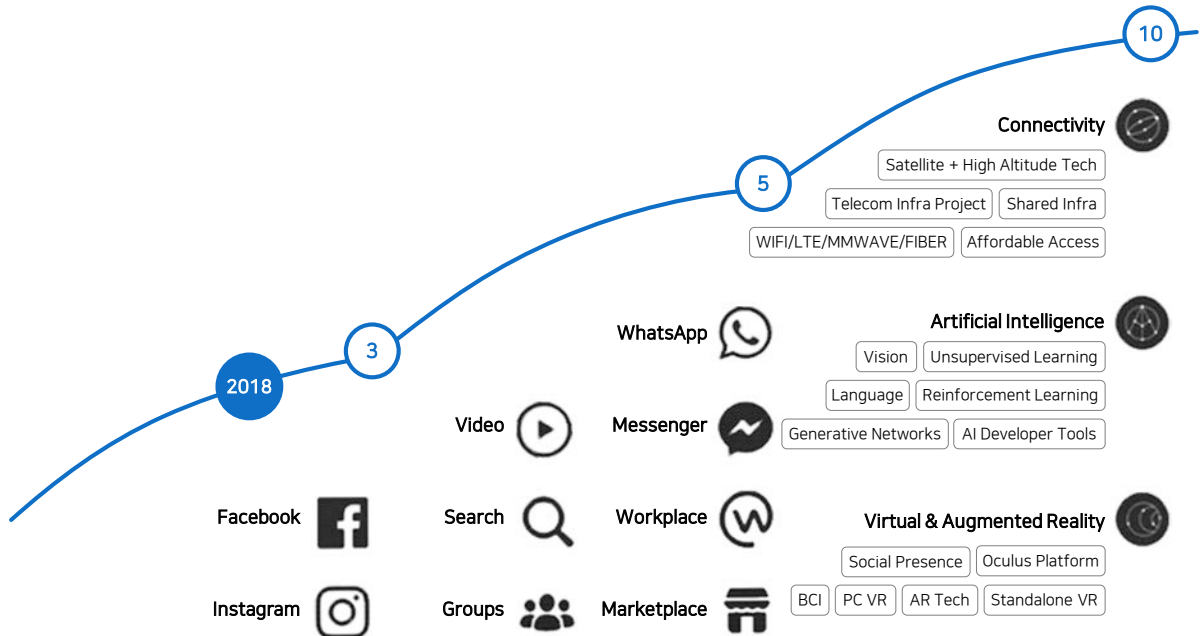 10
Connectivity
Satellite + High Altitude Tech
5
Telecom Infra Project Shared Infra
WIFI/LTE/MMWAVE/FIBER Affordable Access
WhatsApp Artificial Intelligence
3
Vision Unsupervised Learning
2018
Language Reinforcement Learning
Video Messenger Generative Networks AI Developer Tools
Facebook Search Workplace Virtual & Augmented Reality
Social Presence Oculus Platform
Instagram Groups Marketplace BCI PC VR AR Tech Standalone VR